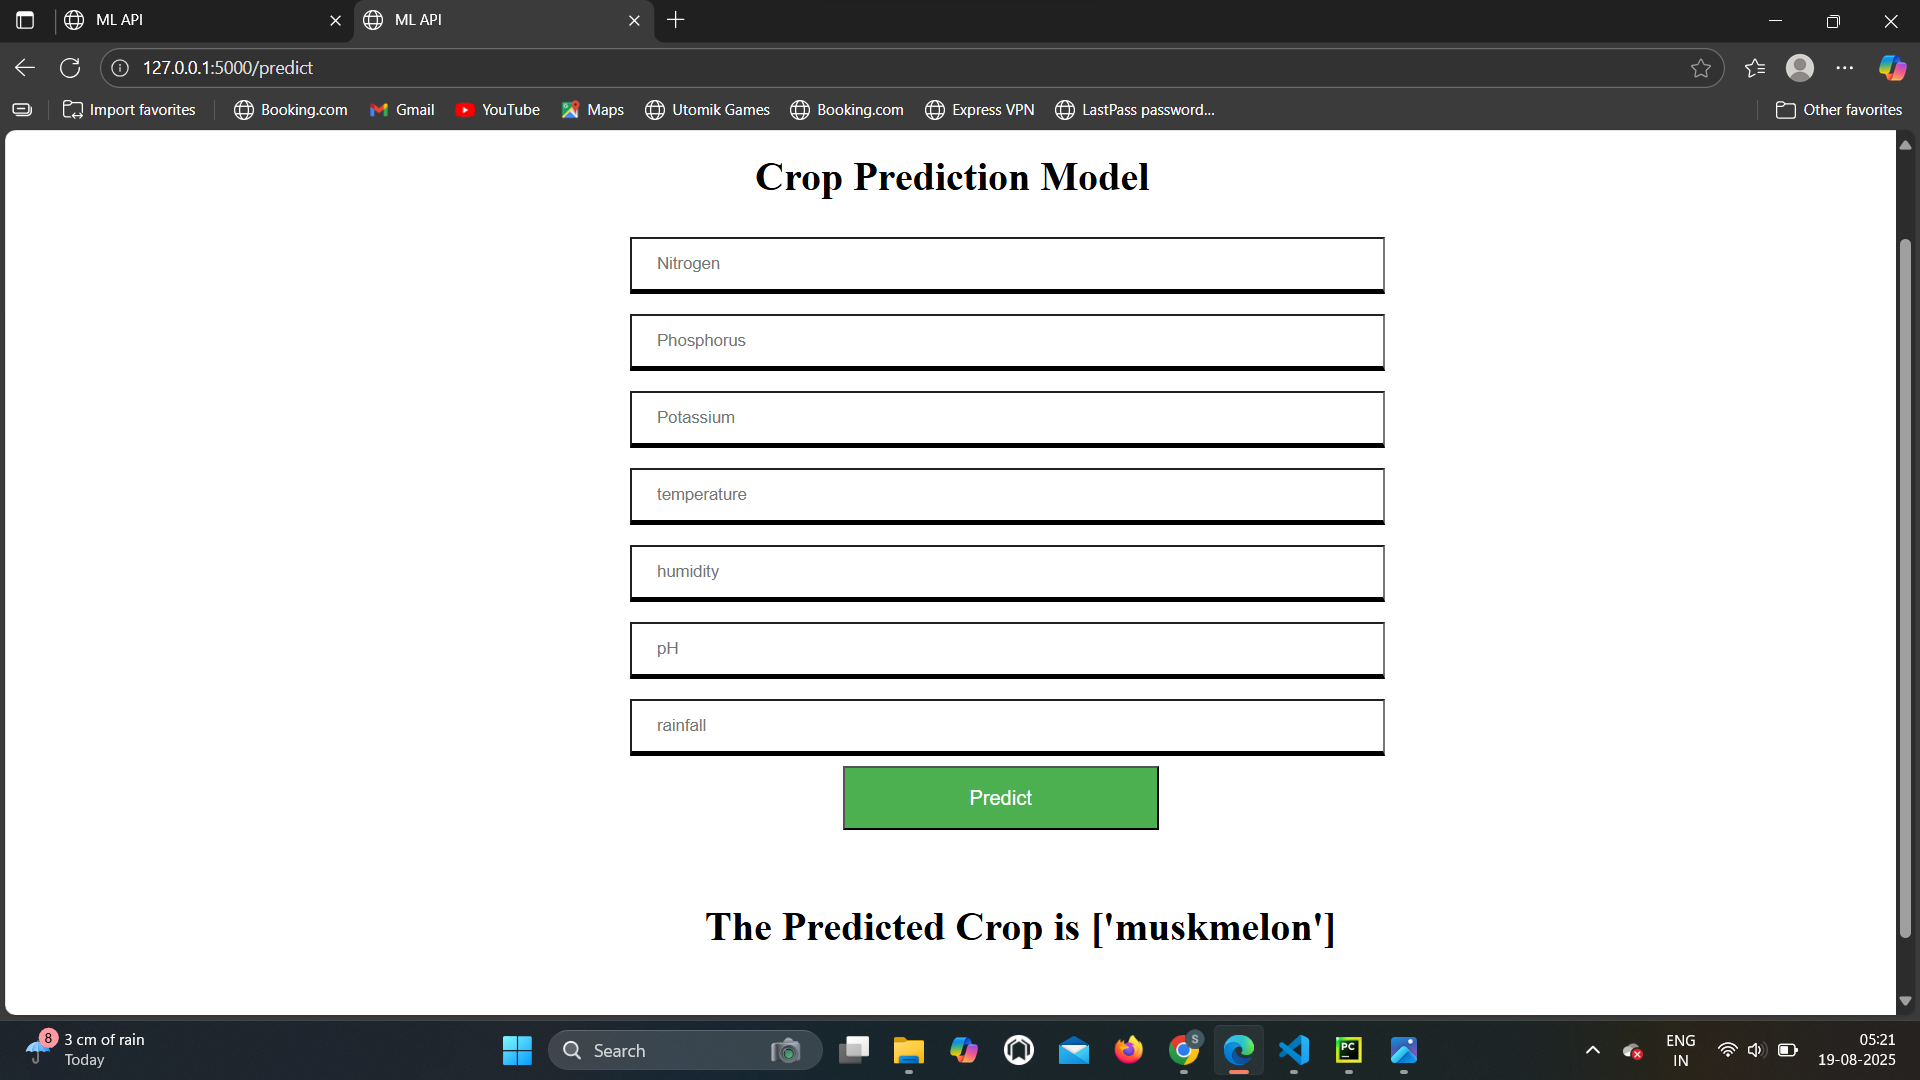 ML API
ML API
127.0.0.1:5000/predict
Import favorites
Booking.com
Gmail
YouTube
Maps
Utomik Games
Booking.com
Express VPN
LastPass password...
Other favorites
Crop Prediction Model
Nitrogen
Phosphorus
Potassium
temperature
humidity
pH
rainfall
Predict
The Predicted Crop is ['muskmelon']
8
3 cm of rain
Today
Search
S
PC
ENG
IN
05:21
19-08-2025